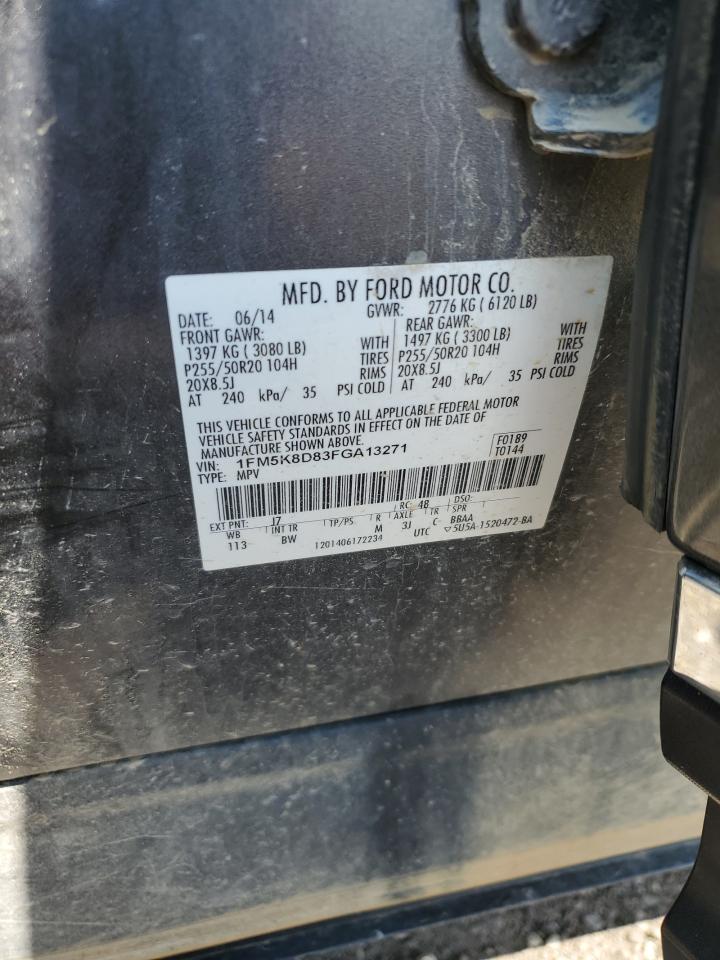 MFD. BY FORD MOTOR CO.
DATE: 06/14 GVWR: 2776 KG ( 6120 LB)
FRONT GAWR: REAR GAWR:
1397 KG ( 3080 LB) WITH 1497 KG ( 3300 LB) WITH
P255/50R20 104H TIRES P255/50R20 104H TIRES
20X8.5J RIMS 20X8.5J RIMS
AT 240 kPa/ 35 PSI COLD AT 240 kPa/ 35 PSI COLD
THIS VEHICLE CONFORMS TO ALL APPLICABLE FEDERAL MOTOR
VEHICLE SAFETY STANDARDS IN EFFECT ON THE DATE OF
MANUFACTURE SHOWN ABOVE.
VIN: 1FM5K8D83FGA13271 F0189
TYPE: MPV T0144
EXT PNT: J7 RC: 48 DSO:
WB INT TR TP/PS R AXLE TR SPR
113 BW M 3J C- BBAA
1201406172234 UTC ▽5U5A-1520472-BA